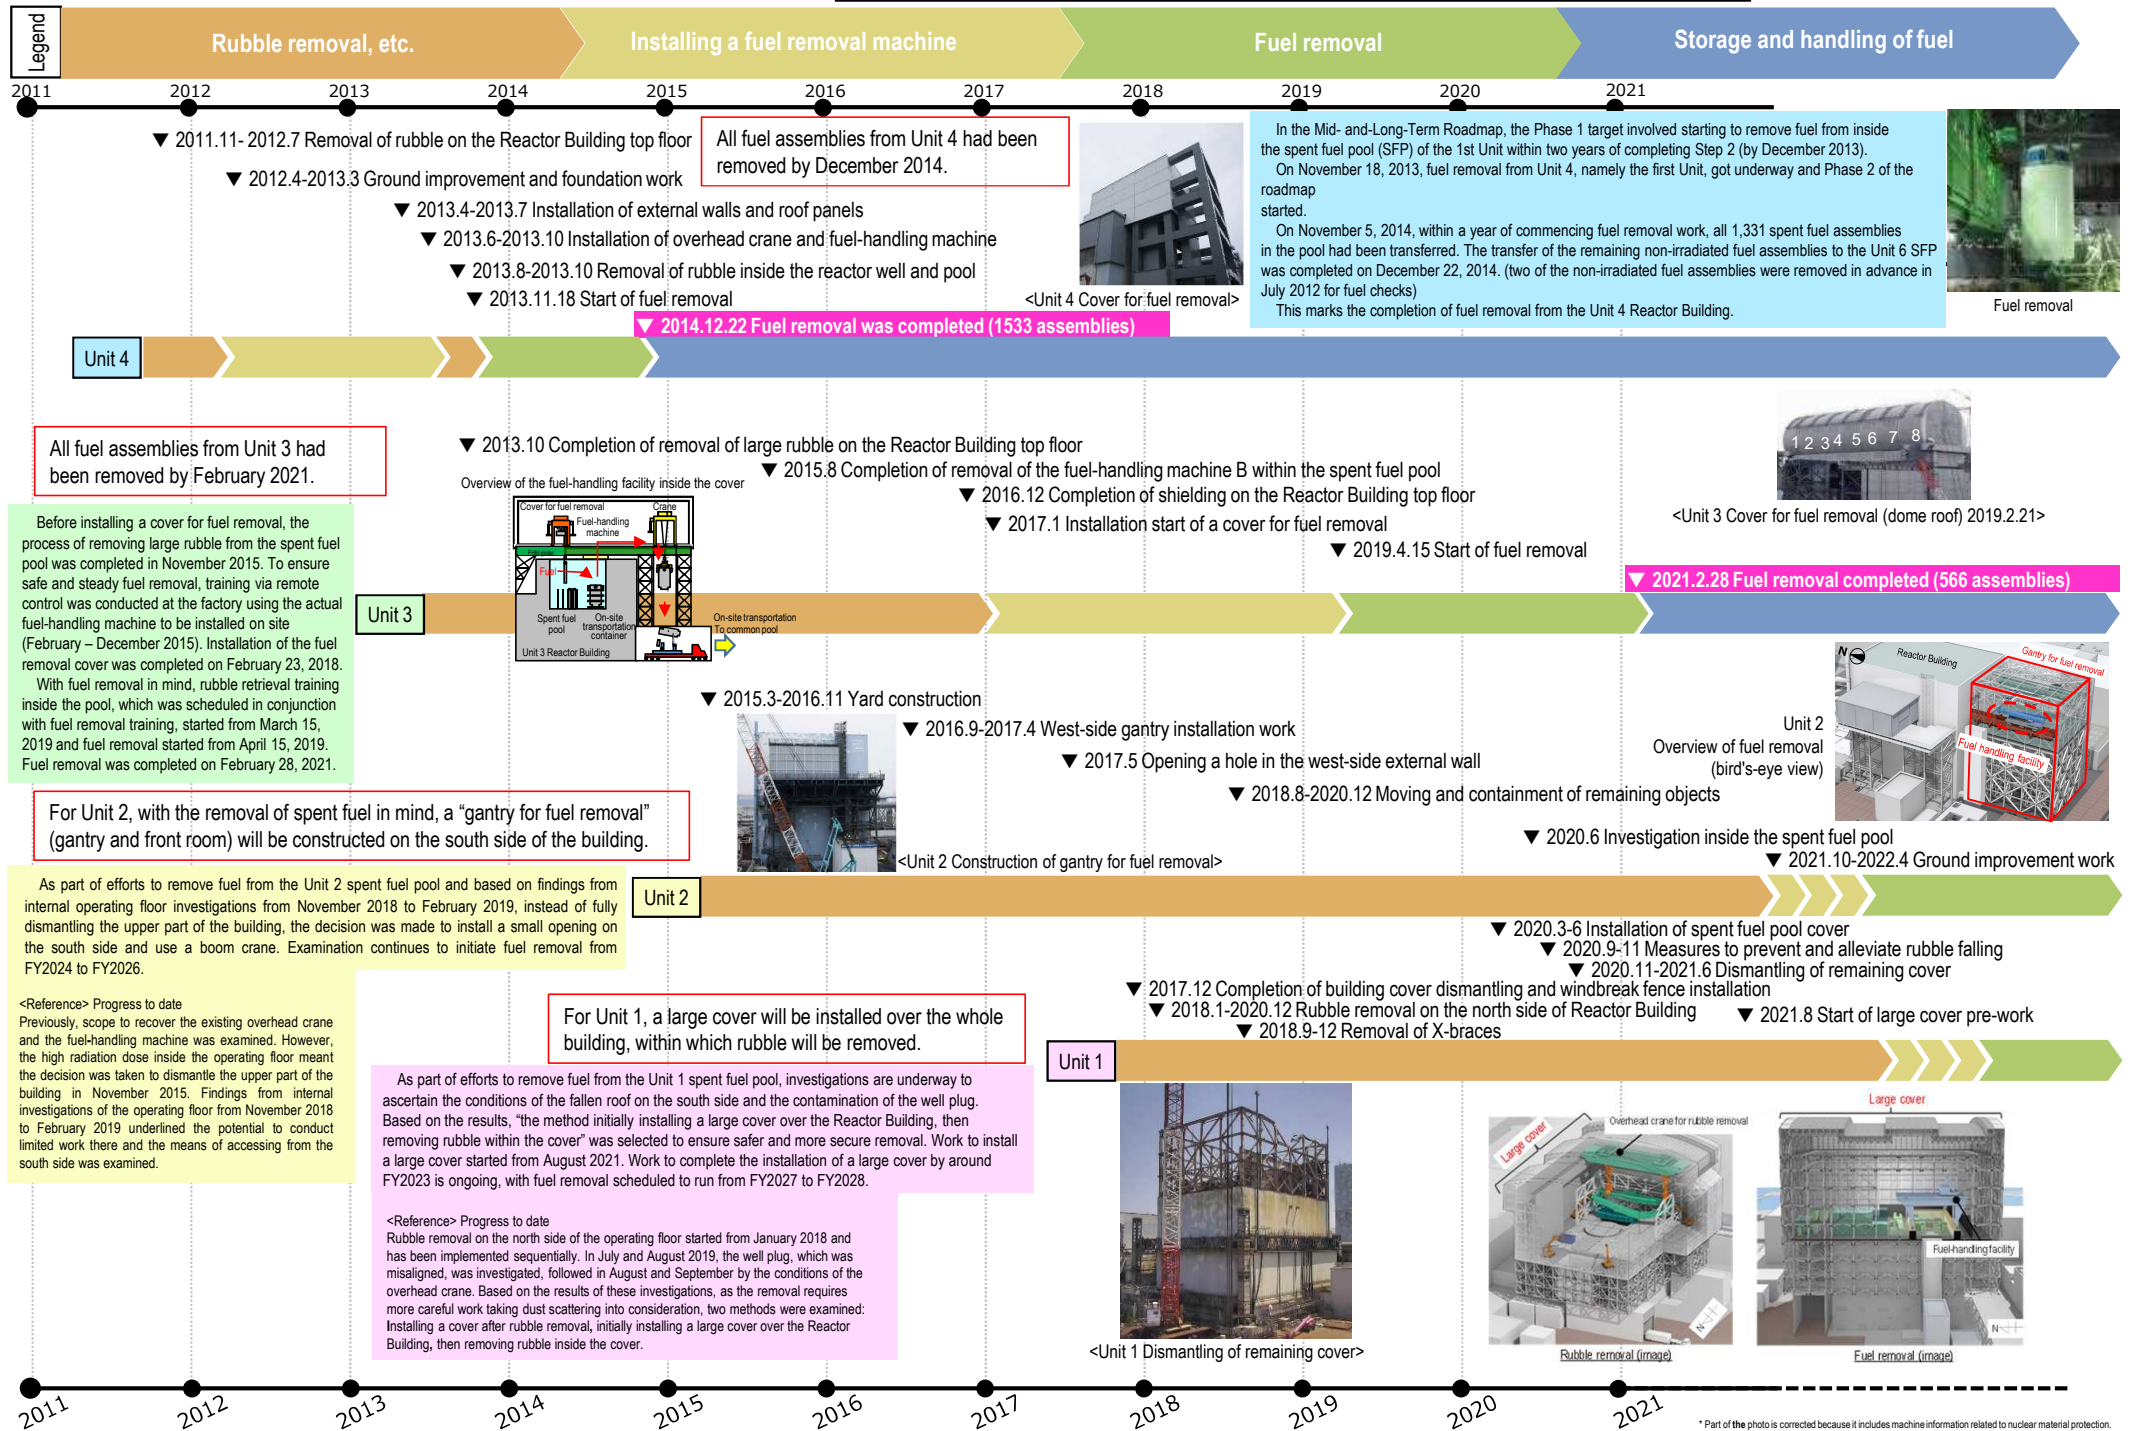 Legend
Rubble removal, etc.
Installing a fuel removal machine
Fuel removal
Storage and handling of fuel
2011
2012
2013
2014
2015
2016
2017
2018
2019
2020
2021
▼ 2011.11- 2012.7 Removal of rubble on the Reactor Building top floor
▼ 2012.4-2013.3 Ground improvement and foundation work
▼ 2013.4-2013.7 Installation of external walls and roof panels
▼ 2013.6-2013.10 Installation of overhead crane and fuel-handling machine
▼ 2013.8-2013.10 Removal of rubble inside the reactor well and pool
▼ 2013.11.18 Start of fuel removal
▼ 2014.12.22 Fuel removal was completed (1533 assemblies)
All fuel assemblies from Unit 4 had been
removed by December 2014.
<Unit 4 Cover for fuel removal>
In the Mid- and-Long-Term Roadmap, the Phase 1 target involved starting to remove fuel from inside
the spent fuel pool (SFP) of the 1st Unit within two years of completing Step 2 (by December 2013).
On November 18, 2013, fuel removal from Unit 4, namely the first Unit, got underway and Phase 2 of the
roadmap
started.
On November 5, 2014, within a year of commencing fuel removal work, all 1,331 spent fuel assemblies
in the pool had been transferred. The transfer of the remaining non-irradiated fuel assemblies to the Unit 6 SFP
was completed on December 22, 2014. (two of the non-irradiated fuel assemblies were removed in advance in
July 2012 for fuel checks)
This marks the completion of fuel removal from the Unit 4 Reactor Building.
Fuel removal
Unit 4
All fuel assemblies from Unit 3 had
been removed by February 2021.
▼ 2013.10 Completion of removal of large rubble on the Reactor Building top floor
▼ 2015.8 Completion of removal of the fuel-handling machine B within the spent fuel pool
▼ 2016.12 Completion of shielding on the Reactor Building top floor
▼ 2017.1 Installation start of a cover for fuel removal
▼ 2019.4.15 Start of fuel removal
▼ 2021.2.28 Fuel removal completed (566 assemblies)
1 2 3 4 5 6 7 8
<Unit 3 Cover for fuel removal (dome roof) 2019.2.21>
Overview of the fuel-handling facility inside the cover
Cover for fuel removal
Crane
Fuel-handling
machine
Fuel
Spent fuel
pool
On-site
transportation
container
Unit 3 Reactor Building
On-site transportation
To common pool
Before installing a cover for fuel removal, the
process of removing large rubble from the spent fuel
pool was completed in November 2015. To ensure
safe and steady fuel removal, training via remote
control was conducted at the factory using the actual
fuel-handling machine to be installed on site
(February – December 2015). Installation of the fuel
removal cover was completed on February 23, 2018.
With fuel removal in mind, rubble retrieval training
inside the pool, which was scheduled in conjunction
with fuel removal training, started from March 15,
2019 and fuel removal started from April 15, 2019.
Fuel removal was completed on February 28, 2021.
Unit 3
▼ 2015.3-2016.11 Yard construction
▼ 2016.9-2017.4 West-side gantry installation work
▼ 2017.5 Opening a hole in the west-side external wall
▼ 2018.8-2020.12 Moving and containment of remaining objects
▼ 2020.6 Investigation inside the spent fuel pool
▼ 2021.10-2022.4 Ground improvement work
<Unit 2 Construction of gantry for fuel removal>
Unit 2
Overview of fuel removal
(bird's-eye view)
N
Reactor Building
Gantry for fuel removal
Fuel handling facility
For Unit 2, with the removal of spent fuel in mind, a “gantry for fuel removal”
(gantry and front room) will be constructed on the south side of the building.
As part of efforts to remove fuel from the Unit 2 spent fuel pool and based on findings from
internal operating floor investigations from November 2018 to February 2019, instead of fully
dismantling the upper part of the building, the decision was made to install a small opening on
the south side and use a boom crane. Examination continues to initiate fuel removal from
FY2024 to FY2026.
<Reference> Progress to date
Previously, scope to recover the existing overhead crane
and the fuel-handling machine was examined. However,
the high radiation dose inside the operating floor meant
the decision was taken to dismantle the upper part of the
building in November 2015. Findings from internal
investigations of the operating floor from November 2018
to February 2019 underlined the potential to conduct
limited work there and the means of accessing from the
south side was examined.
Unit 2
▼ 2020.3-6 Installation of spent fuel pool cover
▼ 2020.9-11 Measures to prevent and alleviate rubble falling
▼ 2020.11-2021.6 Dismantling of remaining cover
▼ 2017.12 Completion of building cover dismantling and windbreak fence installation
▼ 2018.1-2020.12 Rubble removal on the north side of Reactor Building
▼ 2021.8 Start of large cover pre-work
▼ 2018.9-12 Removal of X-braces
For Unit 1, a large cover will be installed over the whole
building, within which rubble will be removed.
Unit 1
As part of efforts to remove fuel from the Unit 1 spent fuel pool, investigations are underway to
ascertain the conditions of the fallen roof on the south side and the contamination of the well plug.
Based on the results, “the method initially installing a large cover over the Reactor Building, then
removing rubble within the cover” was selected to ensure safer and more secure removal. Work to install
a large cover started from August 2021. Work to complete the installation of a large cover by around
FY2023 is ongoing, with fuel removal scheduled to run from FY2027 to FY2028.
<Reference> Progress to date
Rubble removal on the north side of the operating floor started from January 2018 and
has been implemented sequentially. In July and August 2019, the well plug, which was
misaligned, was investigated, followed in August and September by the conditions of the
overhead crane. Based on the results of these investigations, as the removal requires
more careful work taking dust scattering into consideration, two methods were examined:
Installing a cover after rubble removal, initially installing a large cover over the Reactor
Building, then removing rubble inside the cover.
<Unit 1 Dismantling of remaining cover>
Large cover
Overhead crane for rubble removal
N
Rubble removal (image)
Large cover
Fuel-handling facility
N
Fuel removal (image)
2011
2012
2013
2014
2015
2016
2017
2018
2019
2020
2021
* Part of the photo is corrected because it includes machine information related to nuclear material protection.